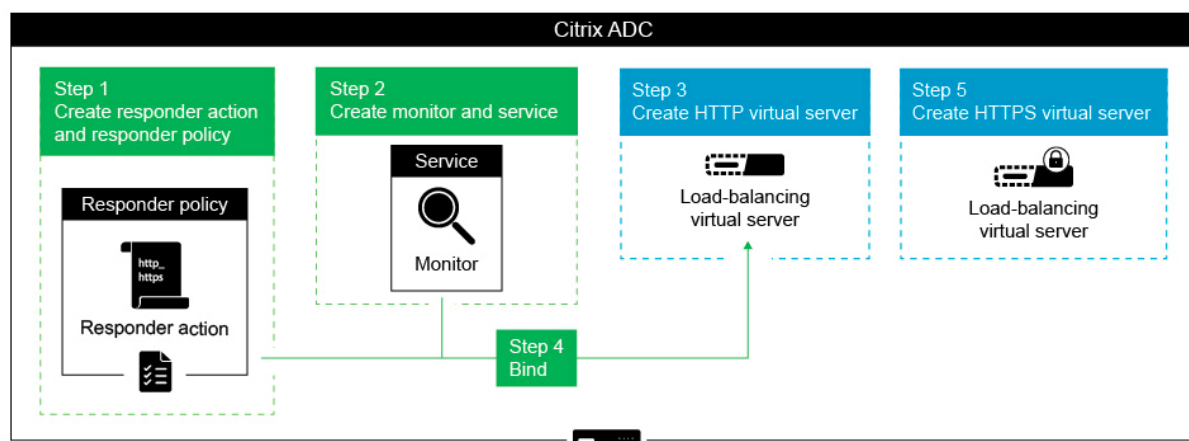 Citrix ADC
Step 1
Create responder action
and responder policy
Responder policy
http_
https
Responder action
Step 2
Create monitor and service
Service
Monitor
Step 3
Create HTTP virtual server
Load-balancing
virtual server
Step 4
Bind
Step 5
Create HTTPS virtual server
Load-balancing
virtual server